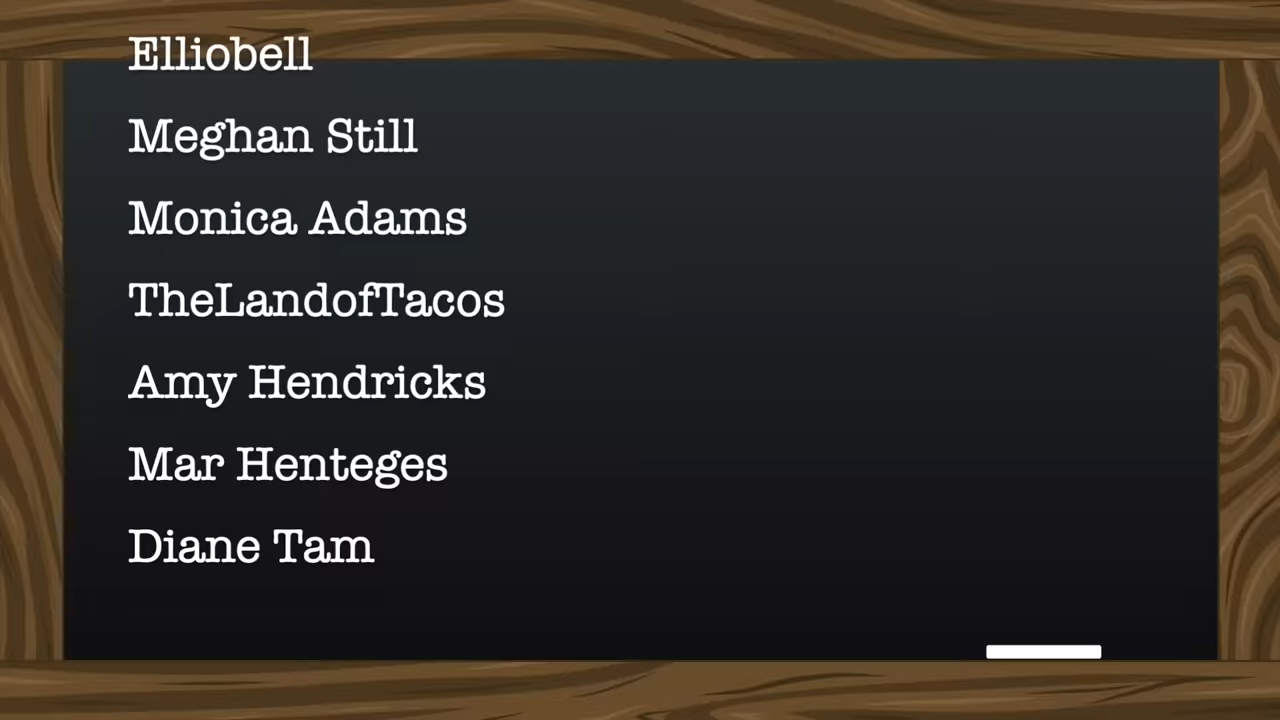 Elliobell
Meghan Still
Monica Adams
TheLandofTacos
Amy Hendricks
Mar Henteges
Diane Tam